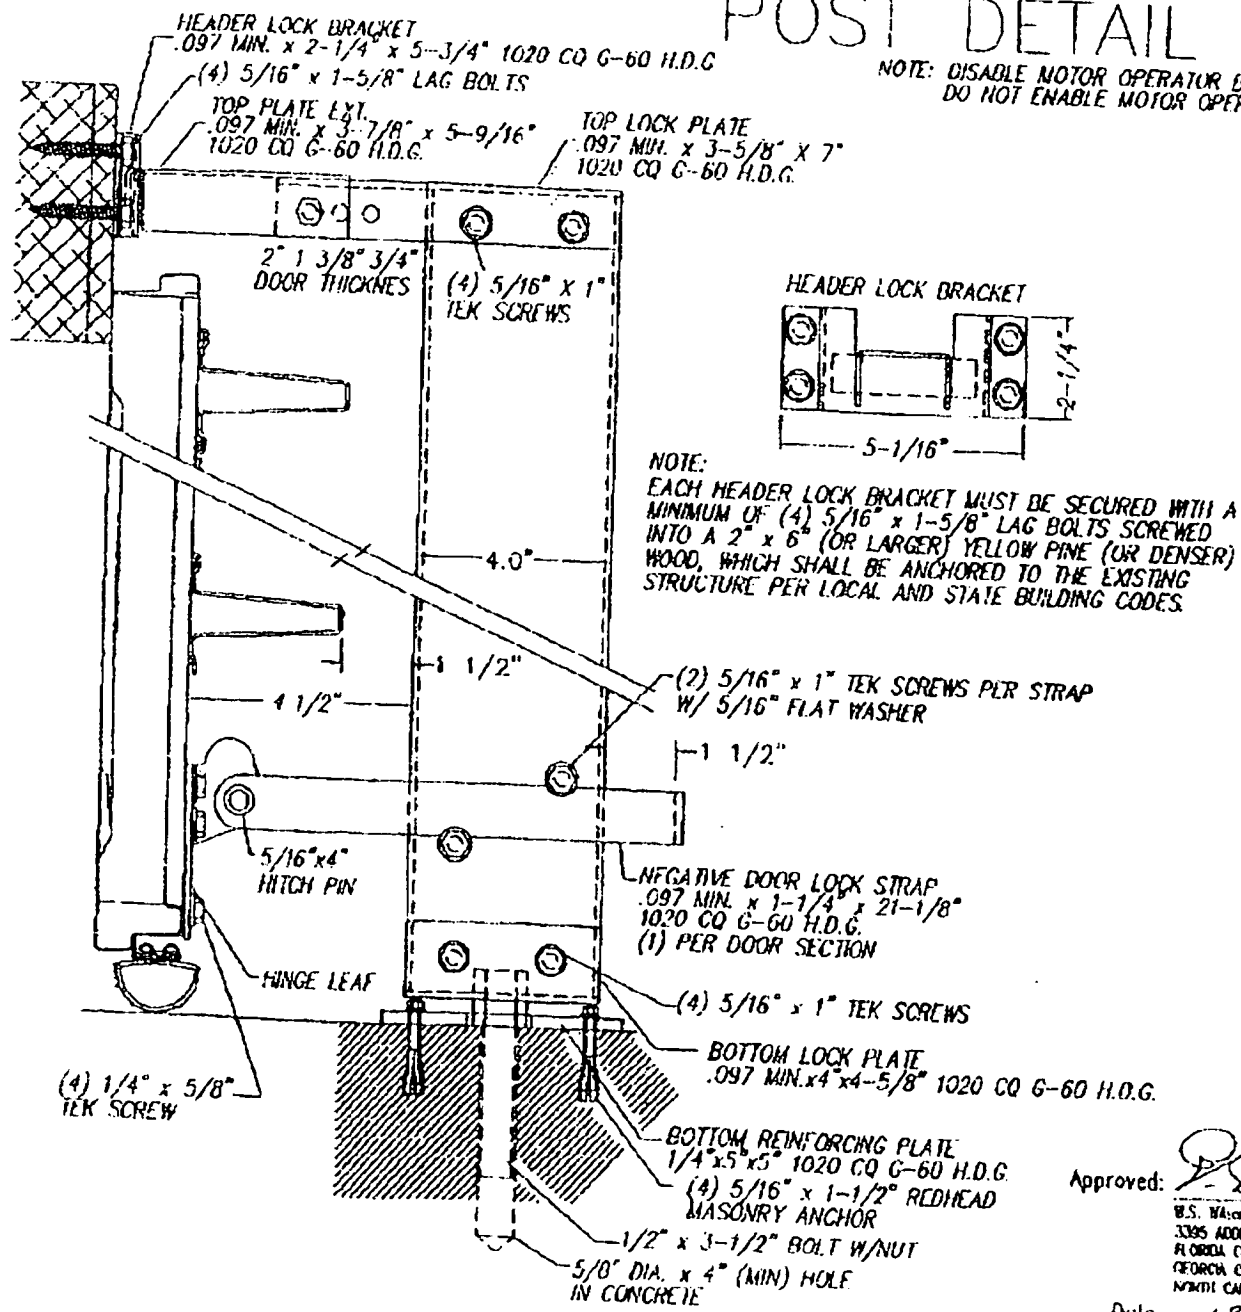 POST DETAIL
NOTE: DISABLE MOTOR OPERATOR
DO NOT ENABLE MOTOR OPER
HEADER LOCK BRACKET
.097 MIN. x 2-1/4" x 5-3/4" 1020 CQ G-60 H.D.G
(4) 5/16" x 1-5/8" LAG BOLTS
TOP PLATE EXT.
.097 MIN. x 3-7/8" x 5-9/16"
1020 CQ G-60 H.D.G.
TOP LOCK PLATE
.097 MIN. x 3-5/8" X 7"
1020 CQ G-60 H.D.G.
2" 1 3/8" 3/4"
DOOR THICKNES
(4) 5/16" X 1"
TEK SCREWS
HEADER LOCK BRACKET
2-1/4"
5-1/16"
NOTE:
EACH HEADER LOCK BRACKET MUST BE SECURED WITH A
MINIMUM OF (4) 5/16" x 1-5/8" LAG BOLTS SCREWED
INTO A 2" x 6" (OR LARGER) YELLOW PINE (OR DENSER)
WOOD, WHICH SHALL BE ANCHORED TO THE EXISTING
STRUCTURE PER LOCAL AND STATE BUILDING CODES.
4.0"
1 1/2"
4 1/2"
(2) 5/16" x 1" TEK SCREWS PER STRAP
W/ 5/16" FLAT WASHER
1 1/2"
5/16"x4"
HITCH PIN
NEGATIVE DOOR LOCK STRAP
.097 MIN. x 1-1/4" x 21-1/8"
1020 CQ G-60 H.D.G.
(1) PER DOOR SECTION
HINGE LEAF
(4) 5/16" x 1" TEK SCREWS
BOTTOM LOCK PLATE
.097 MIN.x4"x4-5/8" 1020 CQ G-60 H.D.G.
(4) 1/4" x 5/8"
TEK SCREW
BOTTOM REINFORCING PLATE
1/4"x5"x5" 1020 CQ G-60 H.D.G.
(4) 5/16" x 1-1/2" REDHEAD
MASONRY ANCHOR
1/2" x 3-1/2" BOLT W/NUT
5/8" DIA. x 4" (MIN) HOLE
IN CONCRETE
Approved:
W.S.
3395
FLORIDA
GEORGIA